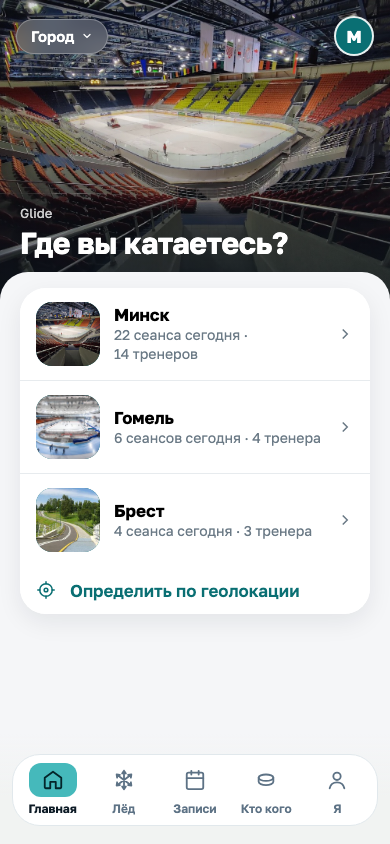 Город
M
Glide
Где вы катаетесь?
Минск
22 сеанса сегодня ·
14 тренеров
Гомель
6 сеансов сегодня · 4 тренера
Брест
4 сеанса сегодня · 3 тренера
Определить по геолокации
Главная
Лёд
Записи
Кто кого
Я